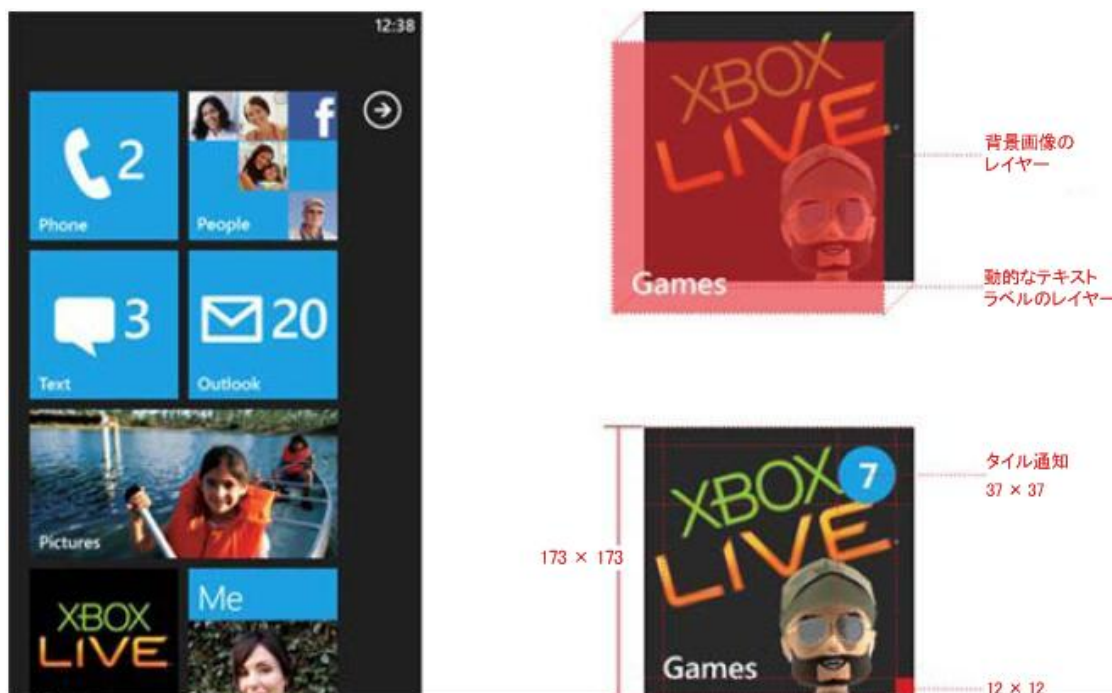 12:38
2
Phone
f
People
3
Text
20
Outlook
Pictures
XBOX
LIVE
Me
XBOX
LIVE
Games
背景画像の
レイヤー
動的なテキスト
ラベルのレイヤー
173 × 173
XBOX
7
LIVE
Games
タイル通知
37 × 37
12 × 12